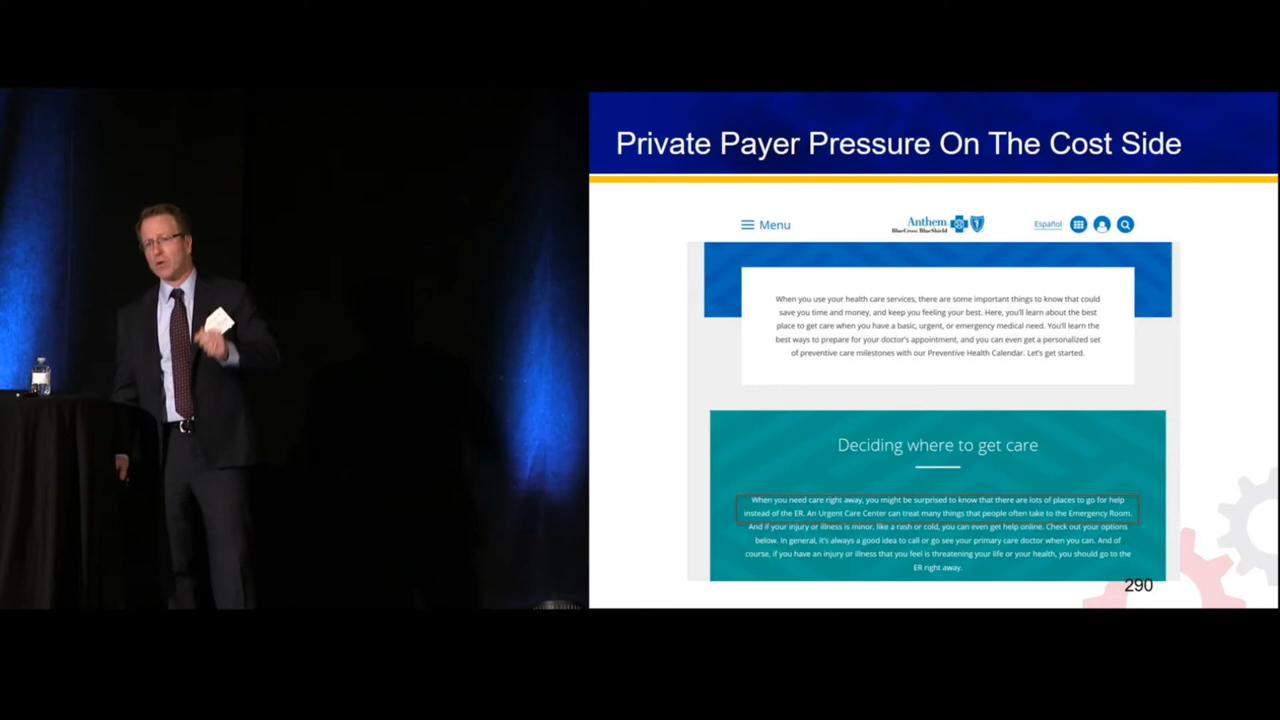 Private Payer Pressure On The Cost Side
Menu
Anthem
BlueCross BlueShield
Español
When you use your health care services, there are some important things to know that could
save you time and money, and keep you feeling your best. Here, you'll learn about the best
place to get care when you have a basic, urgent, or emergency medical need. You'll learn the
best ways to prepare for your doctor's appointment, and you can even get a personalized set
of preventive care milestones with our Preventive Health Calendar. Let's get started.
Deciding where to get care
When you need care right away, you might be surprised to know that there are lots of places to go for help
instead of the ER. An Urgent Care Center can treat many things that people often take to the Emergency Room.
And if your injury or illness is minor, like a rash or cold, you can even get help online. Check out your options
below. In general, it's always a good idea to call or go see your primary care doctor when you can. And of
course, if you have an injury or illness that you feel is threatening your life or your health, you should go to the
ER right away.
290